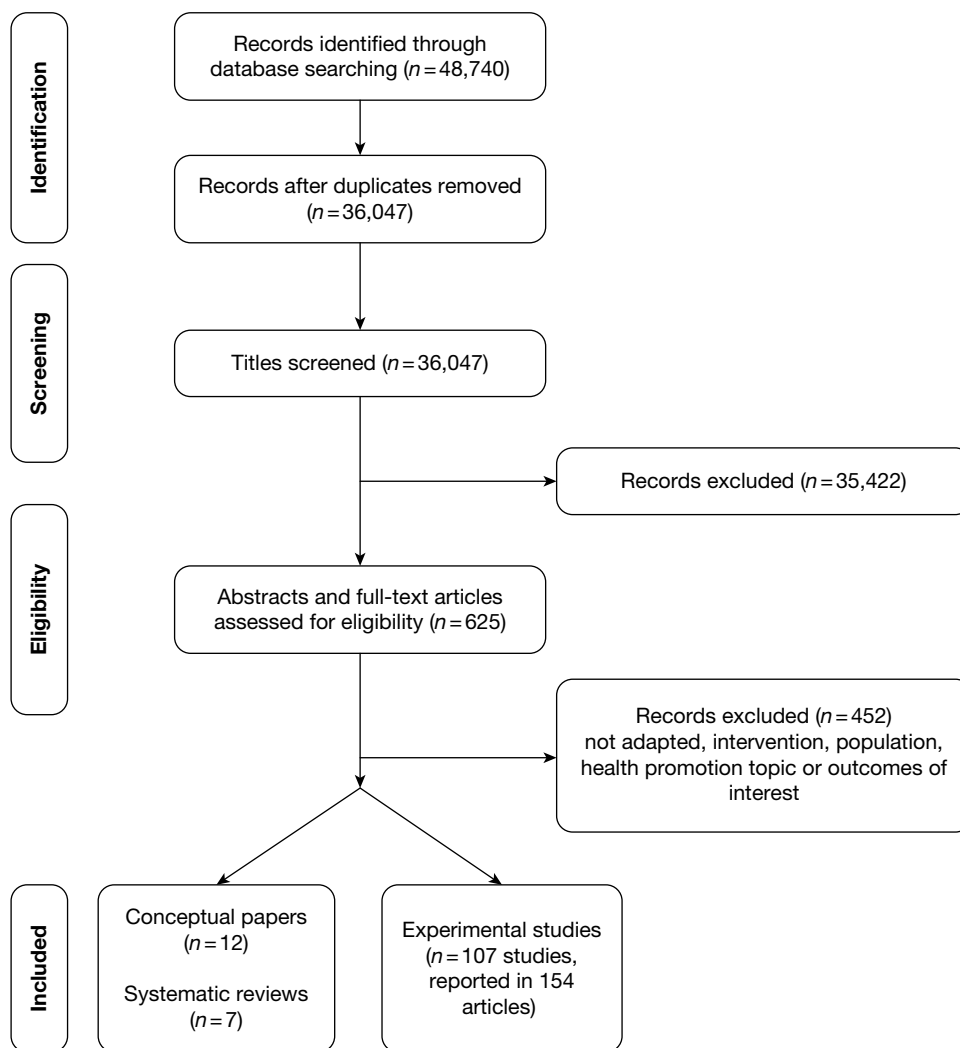 Identification
Records identified through
database searching (n = 48,740)
Records after duplicates removed
(n = 36,047)
Screening
Titles screened (n = 36,047)
Records excluded (n = 35,422)
Eligibility
Abstracts and full-text articles
assessed for eligibility (n = 625)
Records excluded (n = 452)
not adapted, intervention, population,
health promotion topic or outcomes of
interest
Included
Conceptual papers
(n = 12)
Systematic reviews
(n = 7)
Experimental studies
(n = 107 studies,
reported in 154
articles)